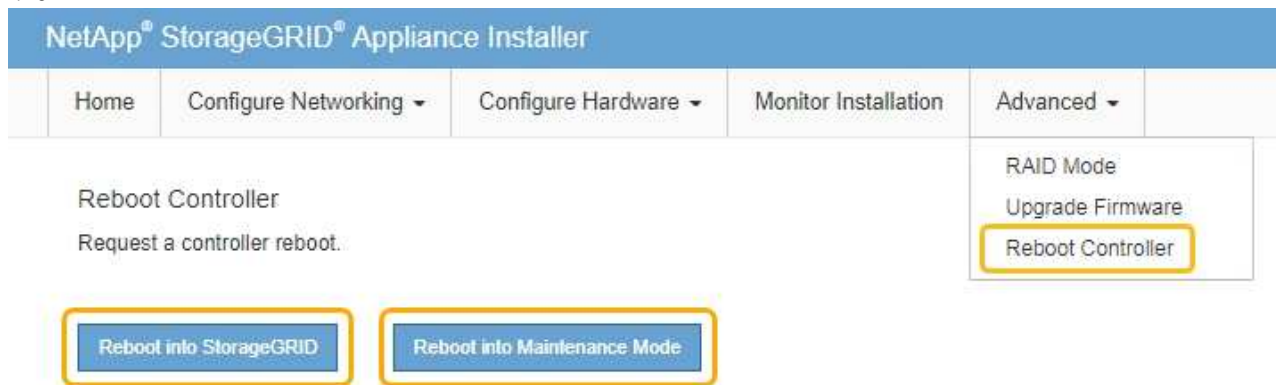 NetApp® StorageGRID® Appliance Installer
Home Configure Networking Configure Hardware Monitor Installation Advanced
RAID Mode
Upgrade Firmware
Reboot Controller
Reboot Controller
Request a controller reboot.
Reboot into StorageGRID Reboot into Maintenance Mode